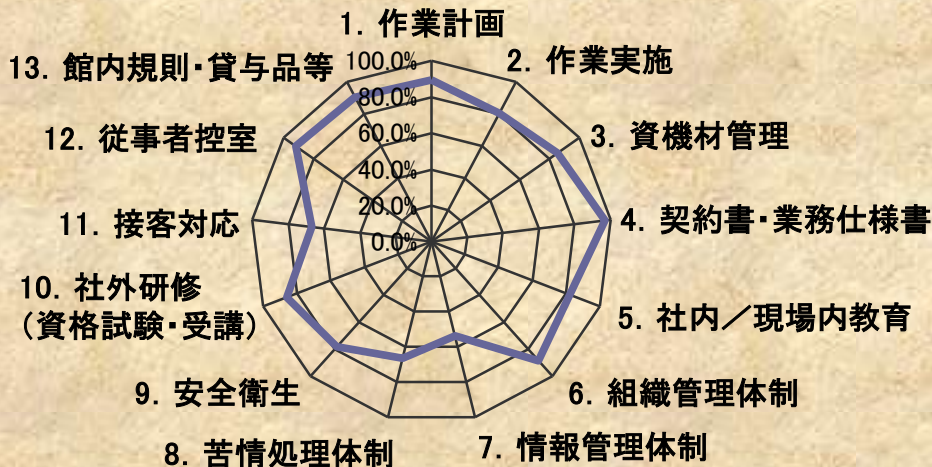 1. 作業計画
2. 作業実施
3. 資機材管理
4. 契約書・業務仕様書
5. 社内／現場内教育
6. 組織管理体制
7. 情報管理体制
8. 苦情処理体制
9. 安全衛生
10. 社外研修
（資格試験・受講）
11. 接客対応
12. 従事者控室
13. 館内規則・貸与品等
100.0%
80.0%
60.0%
40.0%
20.0%
0.0%